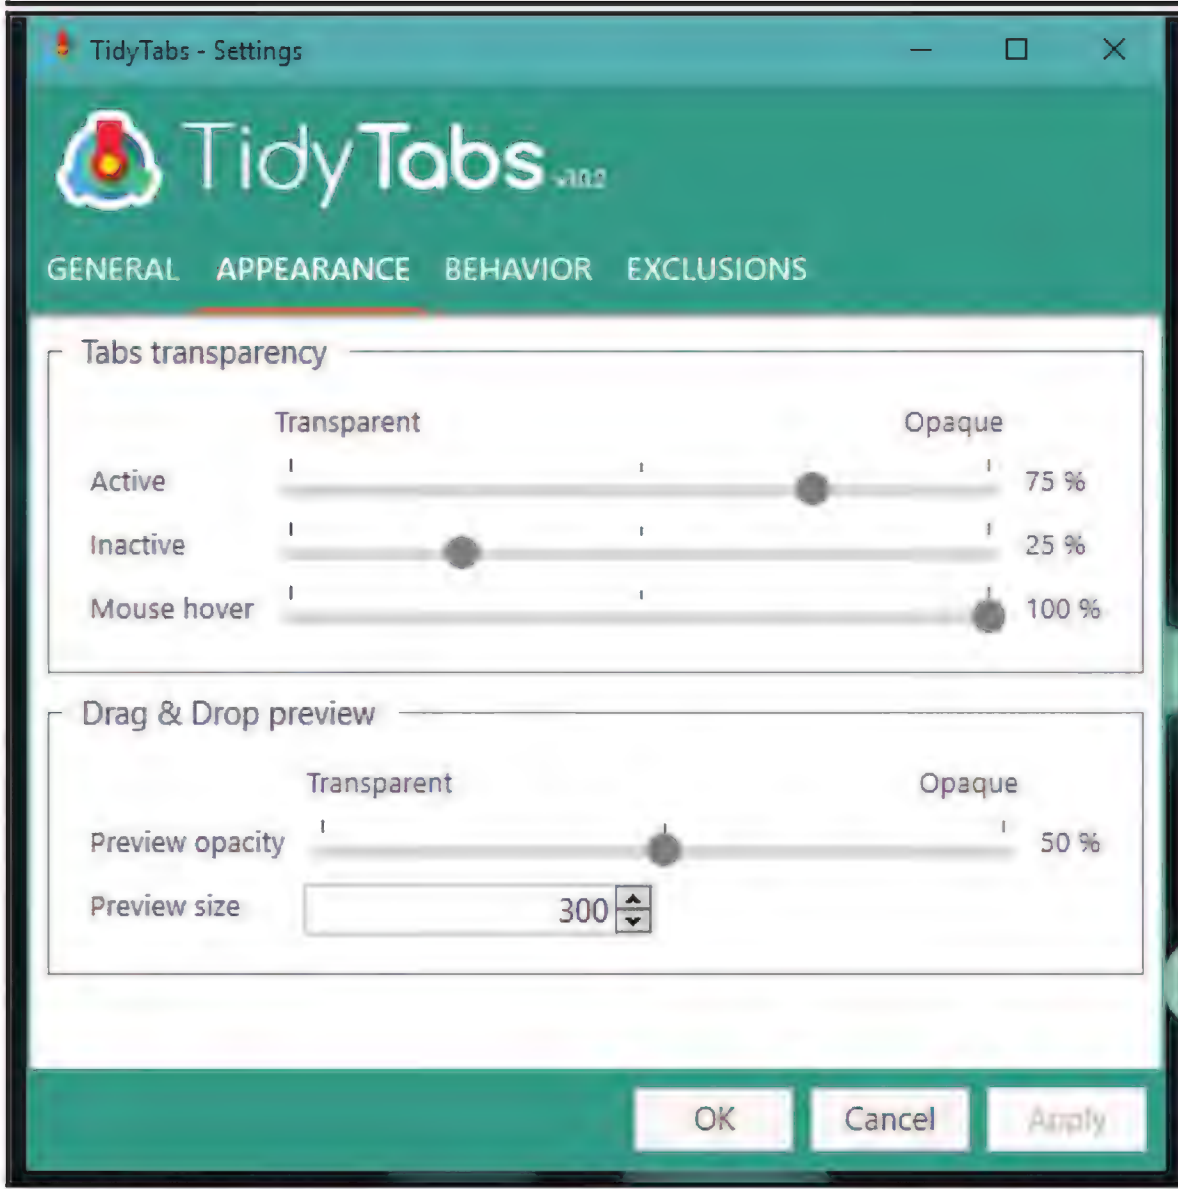 TidyTabs - Settings
TidyTabs
GENERAL APPEARANCE BEHAVIOR EXCLUSIONS
Tabs transparency
Transparent Opaque
Active 75 %
Inactive 25 %
Mouse hover 100 %
Drag & Drop preview
Transparent Opaque
Preview opacity 50 %
Preview size 300
OK Cancel Apply